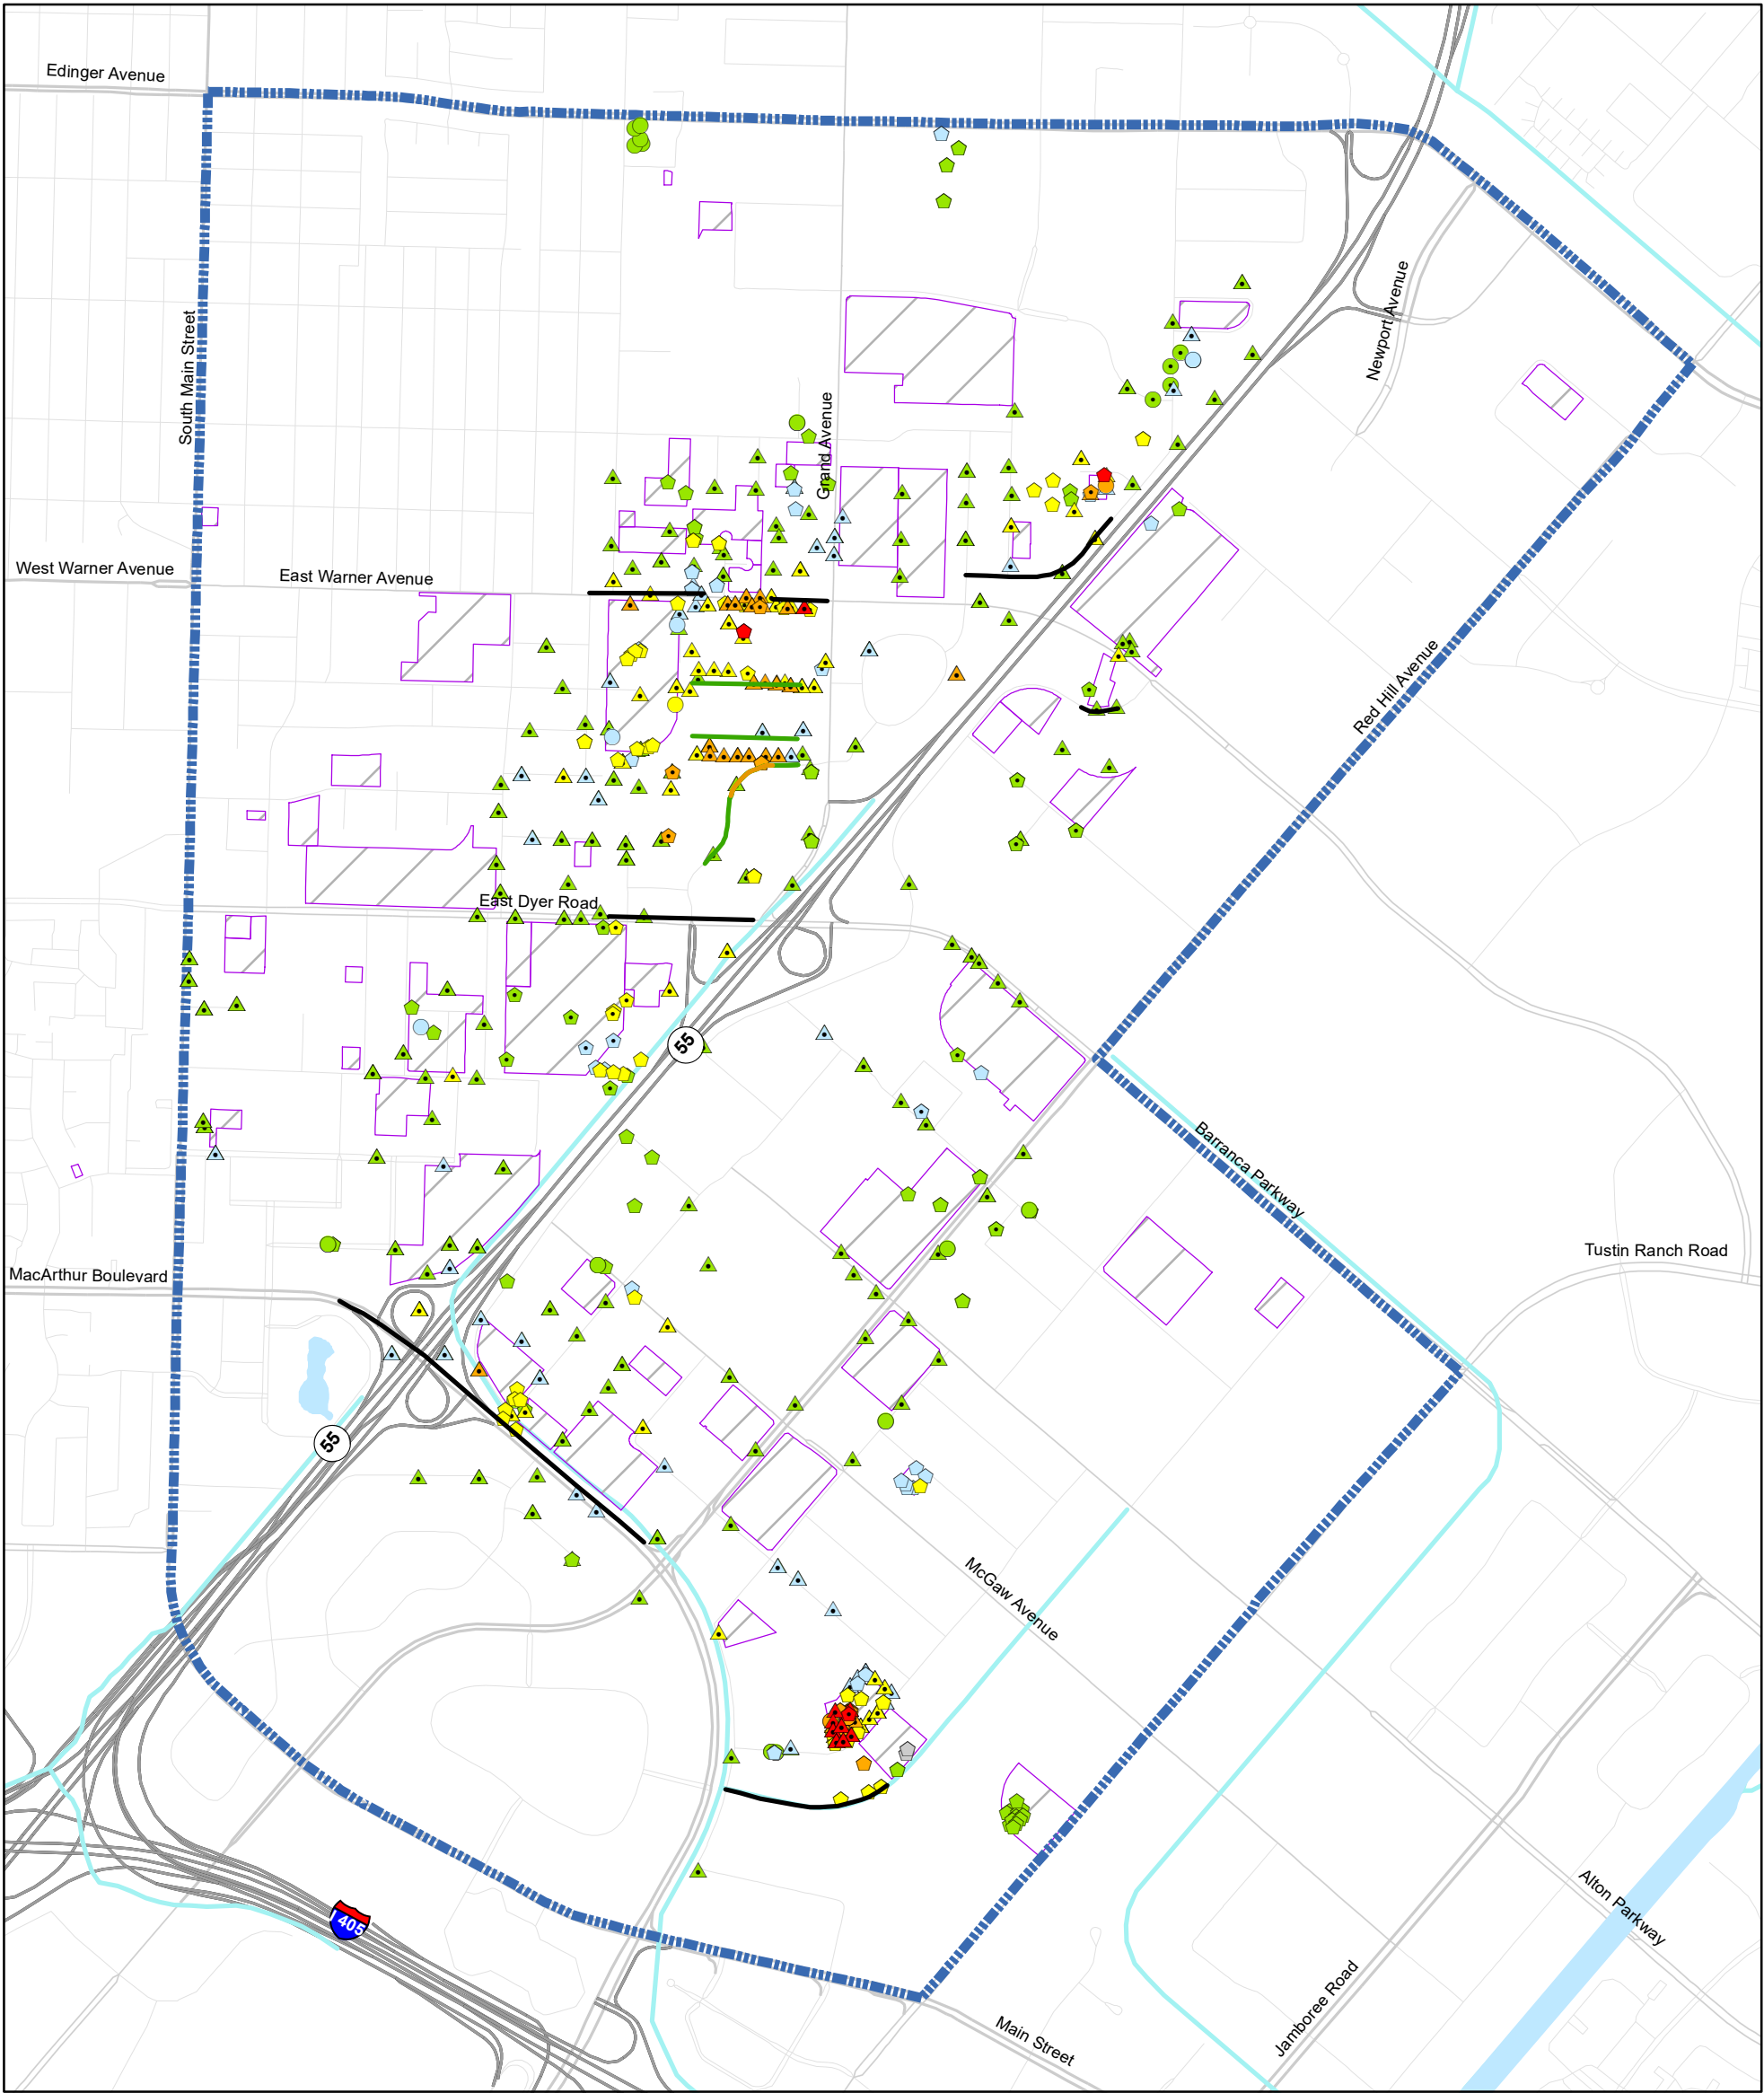 Edinger Avenue
South Main Street
Newport Avenue
Grand Avenue
West Warner Avenue
East Warner Avenue
Red Hill Avenue
East Dyer Road
55
Barranca Parkway
Tustin Ranch Road
MacArthur Boulevard
55
McGaw Avenue
Alton Parkway
I 405
Jamboree Road
Main Street